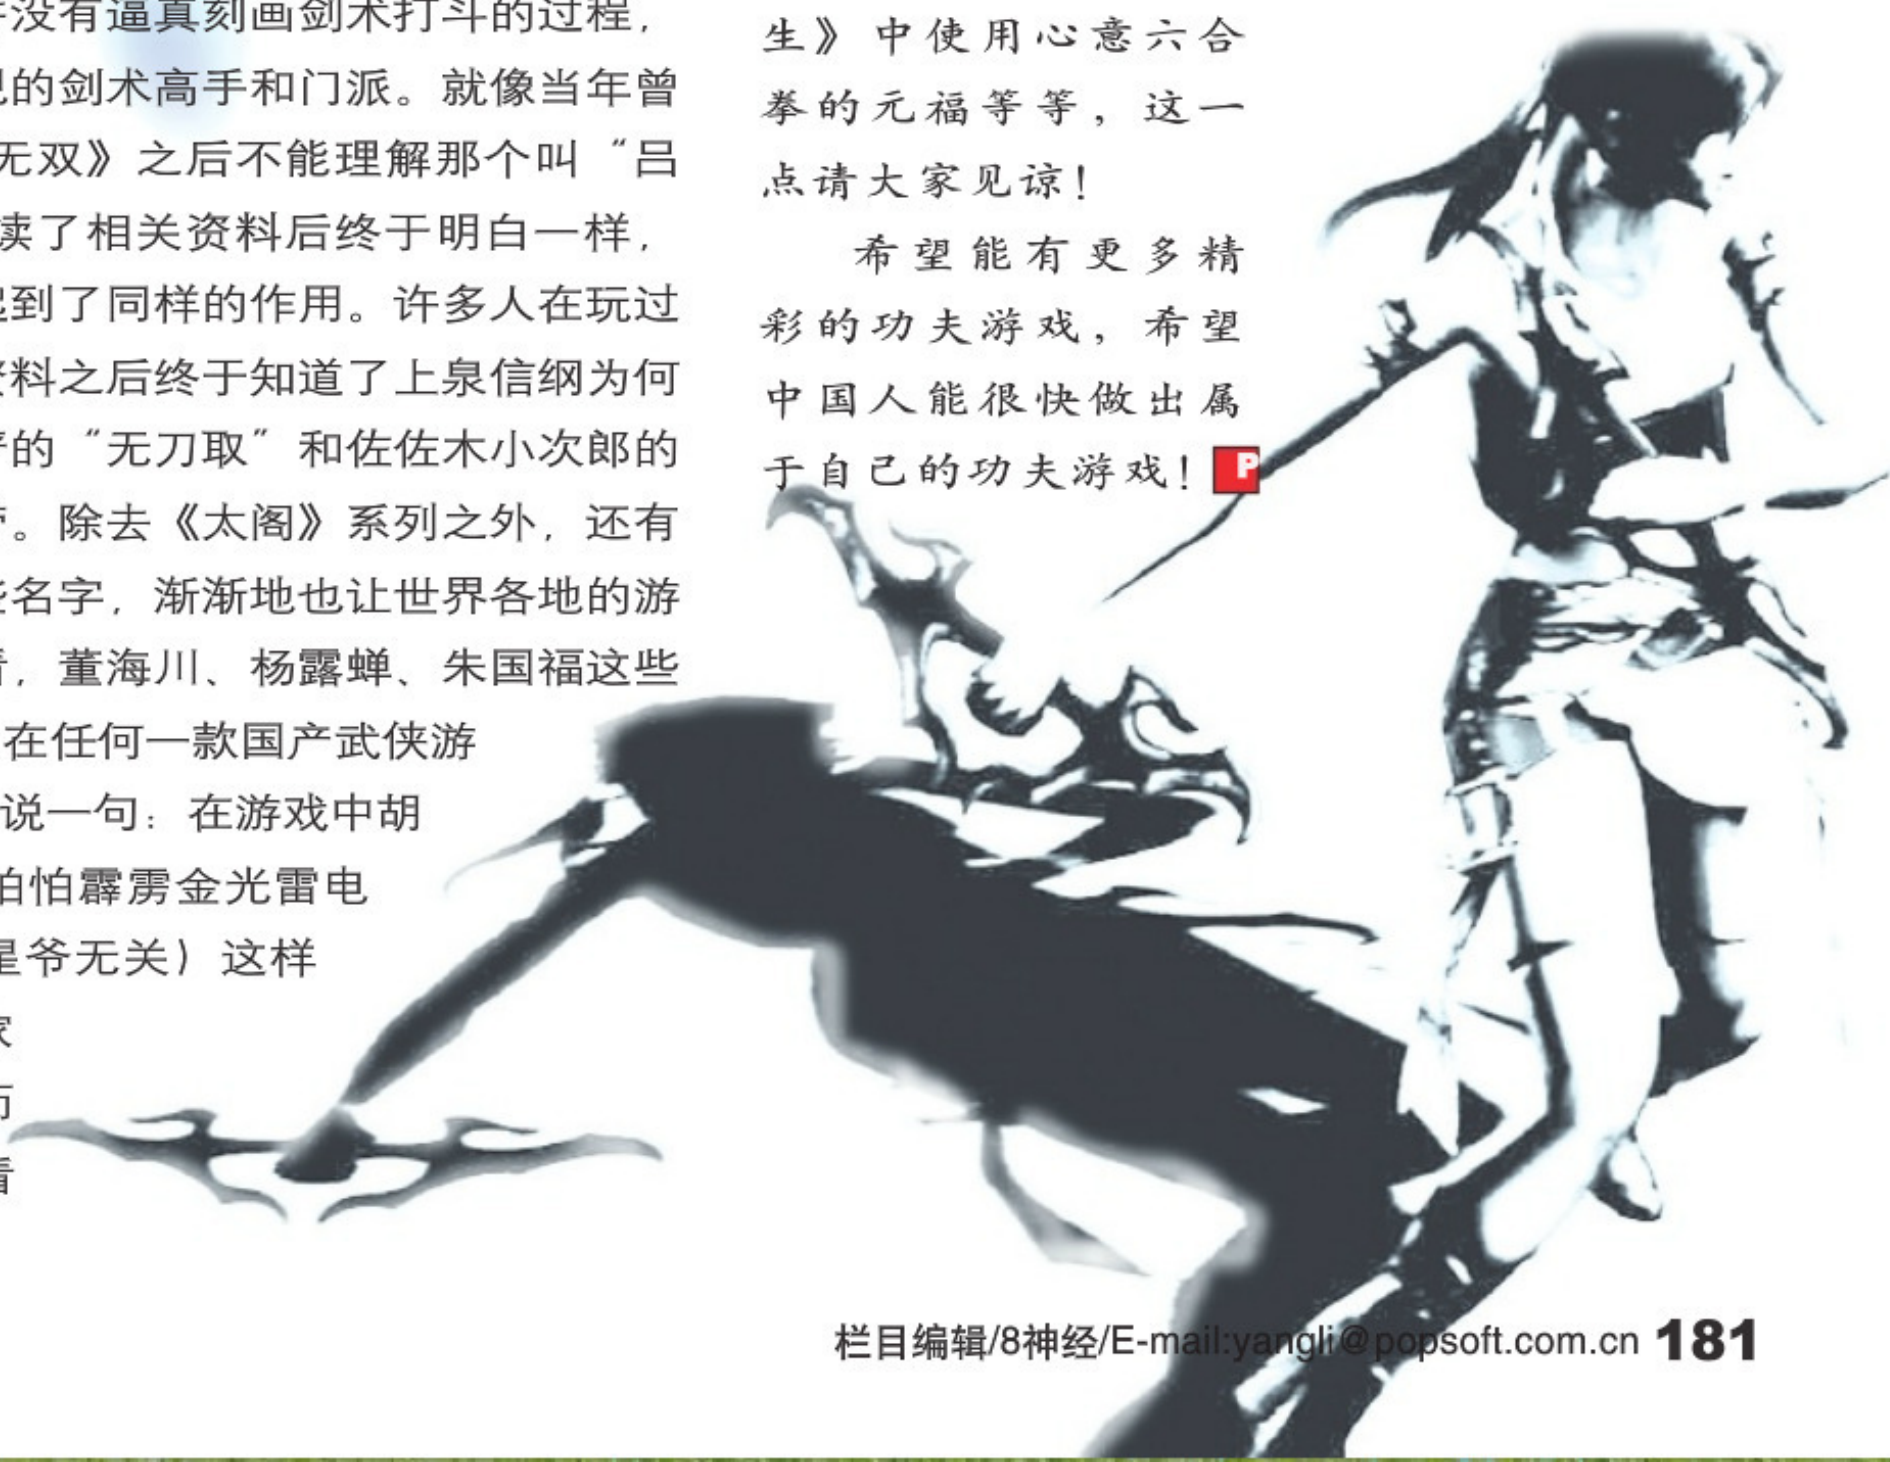 没有逼真刻画剑术打斗的过程，
的剑术高手和门派。就像当年曾
无双》之后不能理解那个叫“吕
读了相关资料后终于明白一样，
起到了同样的作用。许多人在玩过
资料之后终于知道了上泉信纲为何
的“无刀取”和佐佐木小次郎的
。除去《太阁》系列之外，还有
名字，渐渐地也让世界各地的游
，董海川、杨露蝉、朱国福这些
在任何一款国产武侠游
说一句：在游戏中胡
怕怕霹雳金光雷电
星爷无关）这样
看
生》中使用心意六合
拳的元福等等，这一
点请大家见谅！
希望能有更多精
彩的功夫游戏，希望
中国人能很快做出属
于自己的功夫游戏！P
栏目编辑/8神经/E-mail:yangli@popsoft.com.cn 181